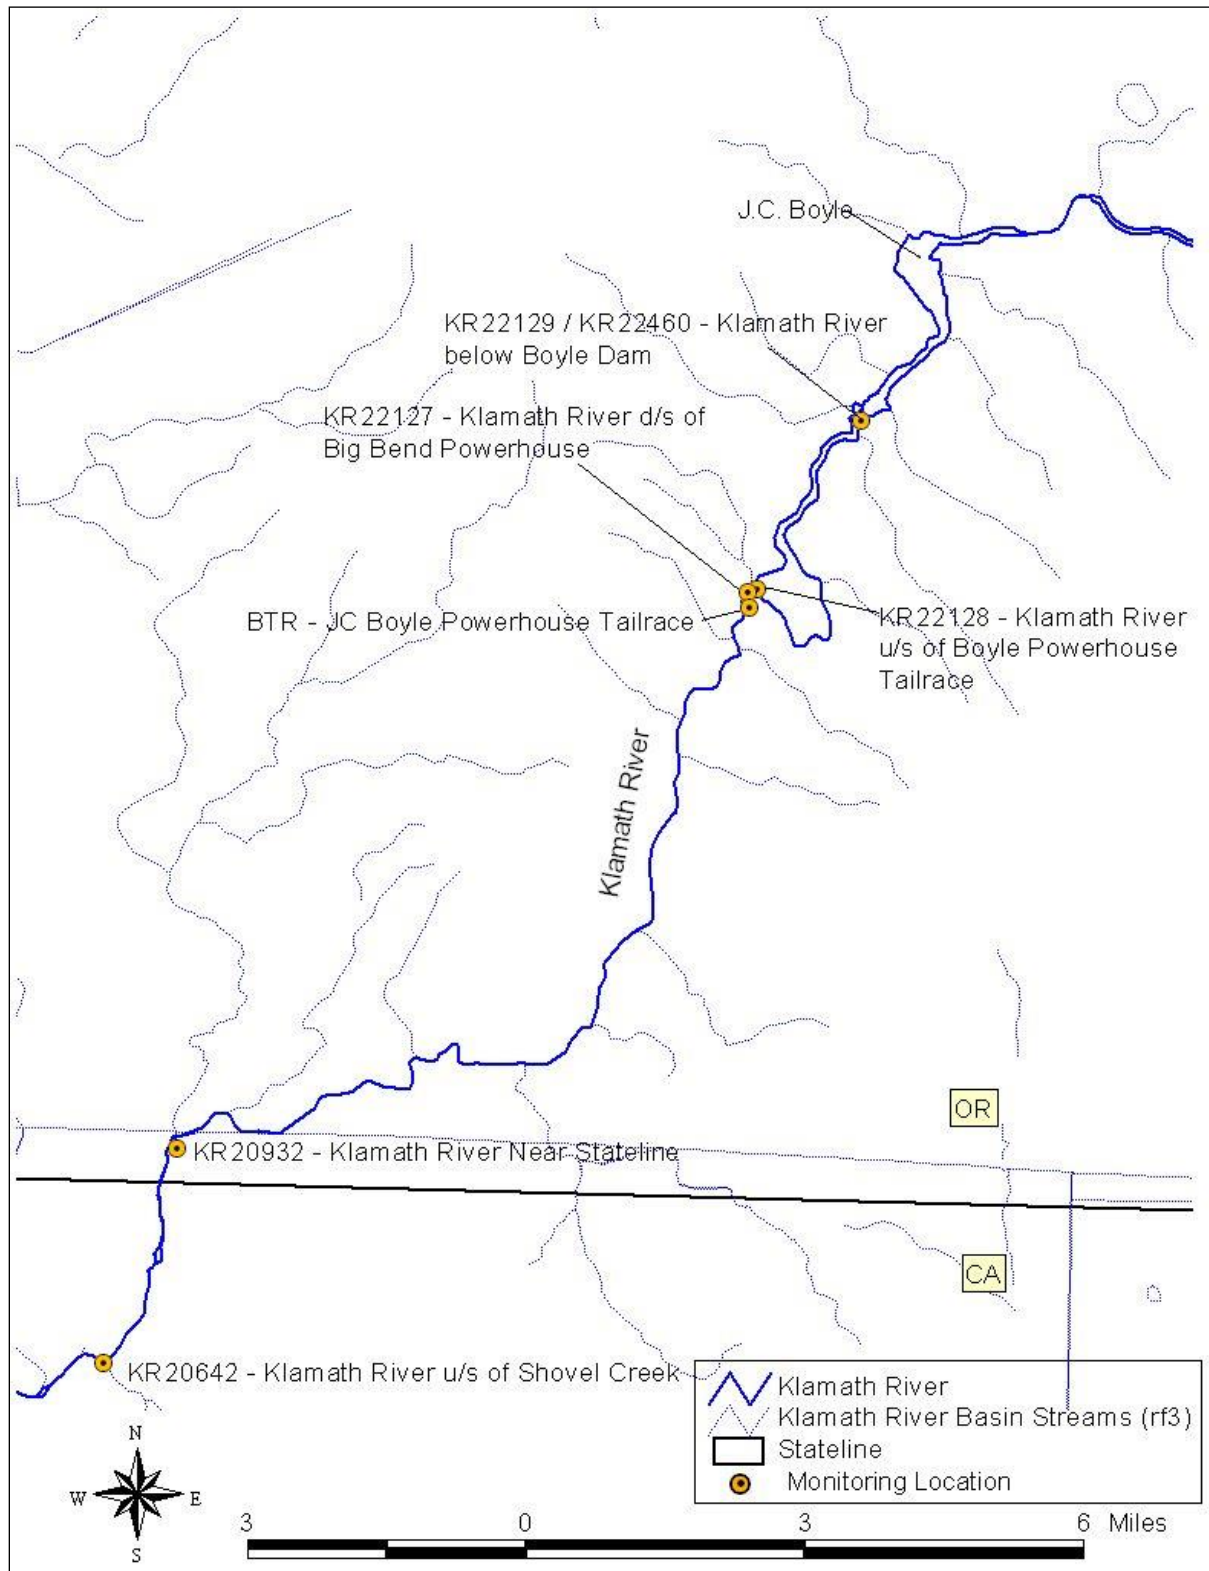 J.C. Boyle
KR22129 / KR22460 - Klamath River
below Boyle Dam
KR22127 - Klamath River d/s of
Big Bend Powerhouse
BTR - JC Boyle Powerhouse Tailrace
KR22128 - Klamath River
u/s of Boyle Powerhouse
Tailrace
Klamath River
OR
KR20932 - Klamath River Near Stateline
CA
KR20642 - Klamath River u/s of Shovel Creek
Klamath River
Klamath River Basin Streams (rf3)
Stateline
Monitoring Location
N
W E
S
3 0 3 6 Miles